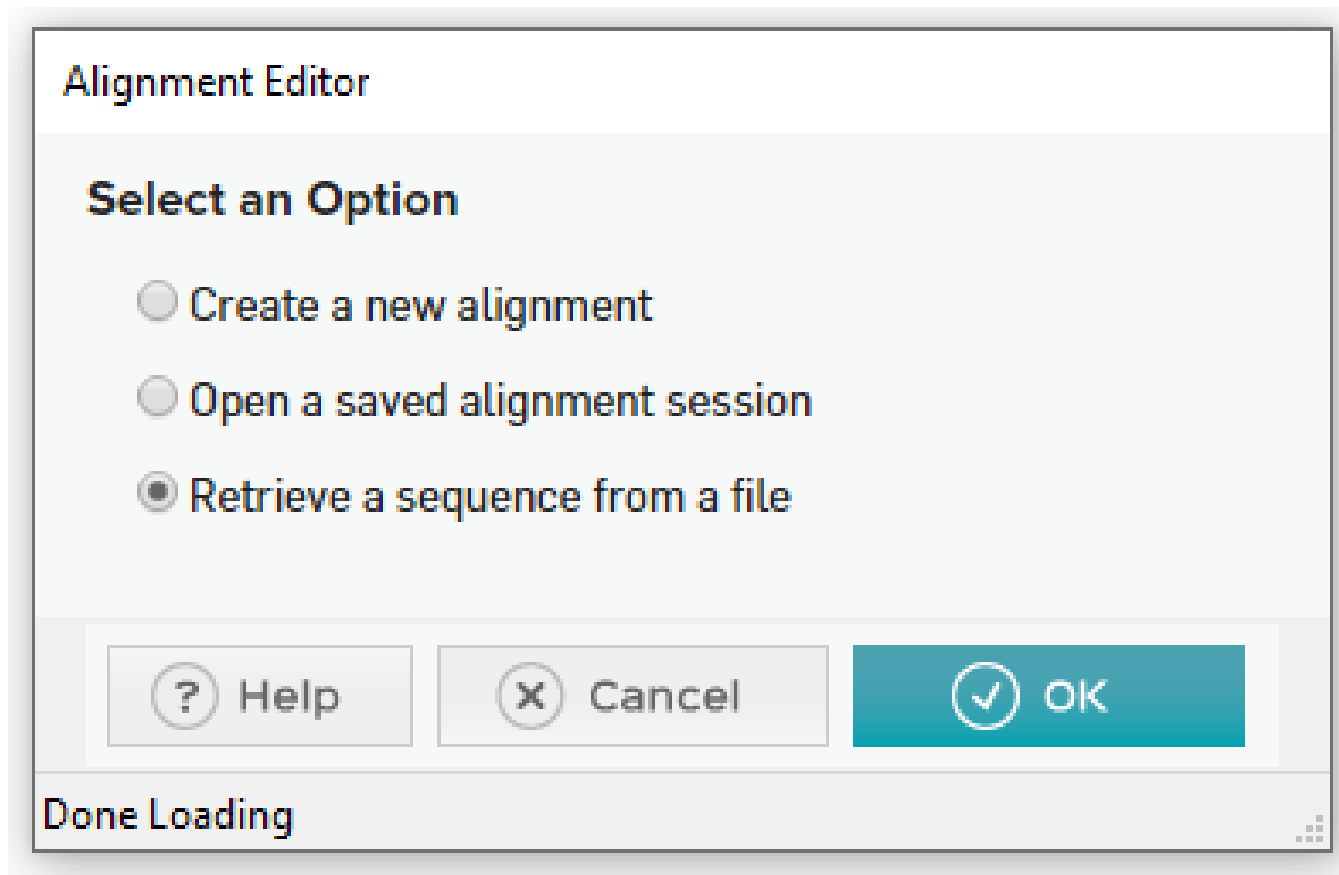 Alignment Editor
Select an Option
Create a new alignment
Open a saved alignment session
Retrieve a sequence from a file
? Help
Cancel
OK
Done Loading